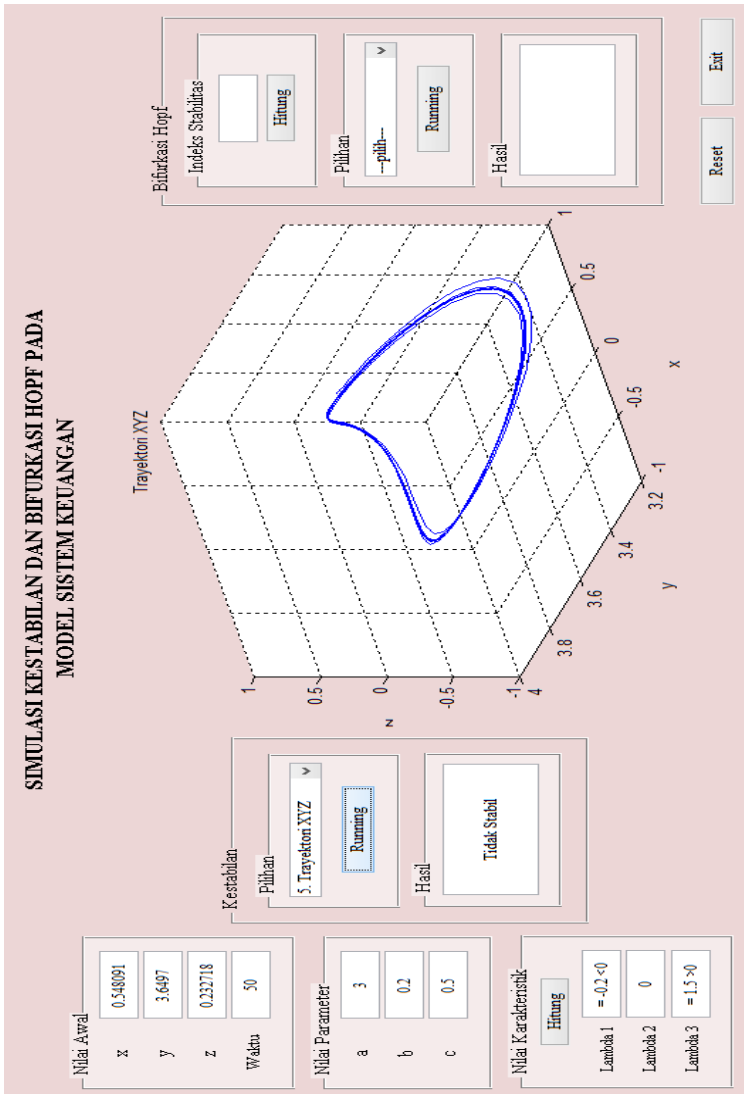 SIMULASI KESTABILAN DAN BIFURKASI HOPF PADA
MODEL SISTEM KEUANGAN
Nilai Awal
x 0.548091
y 3.6497
z 0.232718
Waktu 50
Nilai Parameter
a 3
b 0.2
c 0.5
Nilai Karakteristik
Hitung
Lambda 1 = -0.2 <0
Lambda 2 0
Lambda 3 = 1.5 >0
Kestabilan
Pilihan
5. Trayektori XYZ
Running
Hasil
Tidak Stabil
Trayektori XYZ
1
0.5
0
-0.5
-1
z
4
3.8
3.6
3.4
3.2
y
-1
-0.5
0
0.5
1
x
Bifurkasi Hopf
Indeks Stabilitas
Hitung
Pilihan
---pilih---
Running
Hasil
Reset
Exit